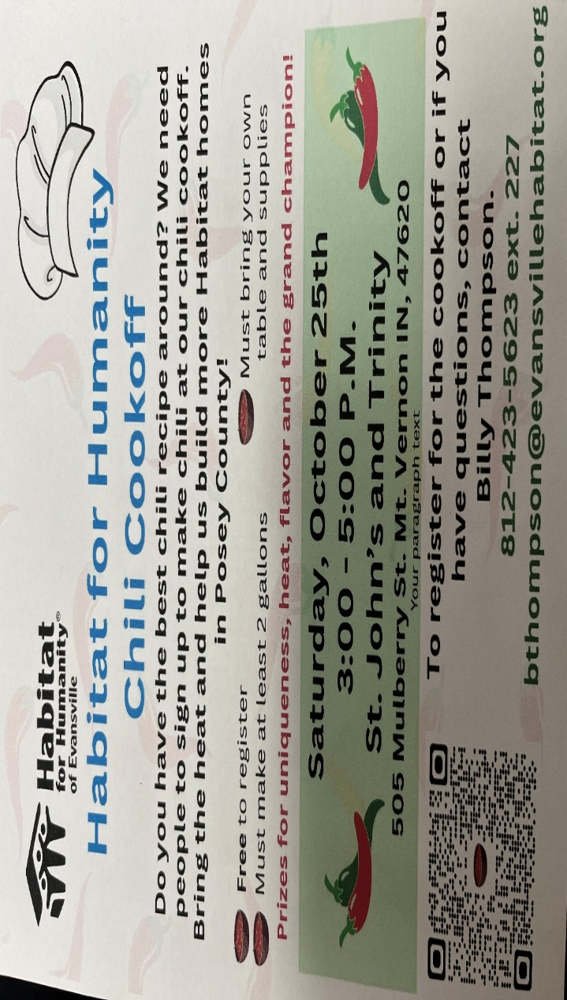 Habitat
for Humanity®
of Evansville
Habitat for Humanity
Chili Cookoff
Do you have the best chili recipe around? We need
people to sign up to make chili at our chili cookoff.
Bring the heat and help us build more Habitat homes
in Posey County!
Free to register
Must make at least 2 gallons
Must bring your own
table and supplies
Prizes for uniqueness, heat, flavor and the grand champion!
Saturday, October 25th
3:00 - 5:00 P.M.
St. John's and Trinity
505 Mulberry St. Mt. Vernon IN, 47620
Your paragraph text
To register for the cookoff or if you
have questions, contact
Billy Thompson.
812-423-5623 ext. 227
bthompson@evansvillehabitat.org